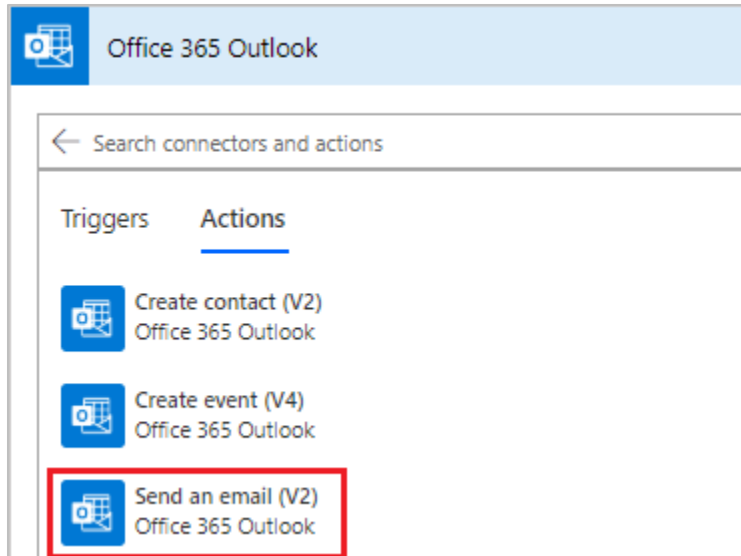 Office 365 Outlook
Search connectors and actions
Triggers Actions
Create contact (V2)
Office 365 Outlook
Create event (V4)
Office 365 Outlook
Send an email (V2)
Office 365 Outlook